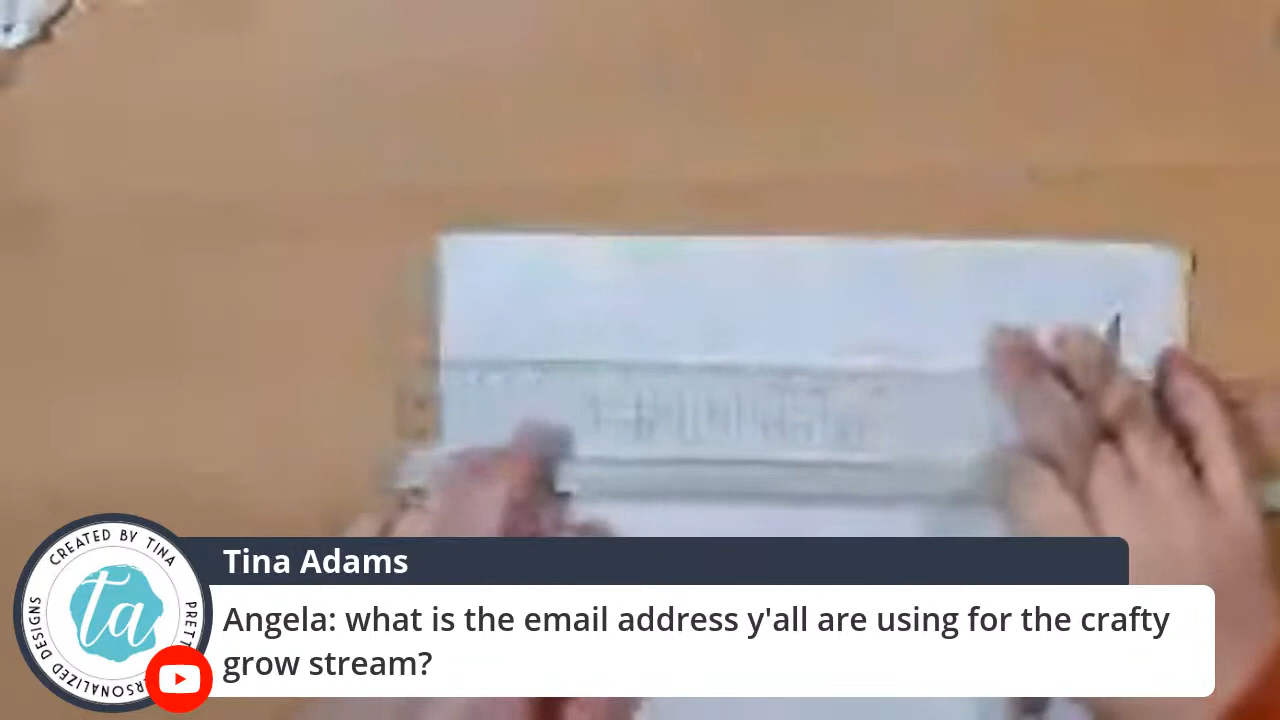 CREATED BY TINA
ta
DESIGNS
Tina Adams
Angela: what is the email address y'all are using for the crafty
grow stream?